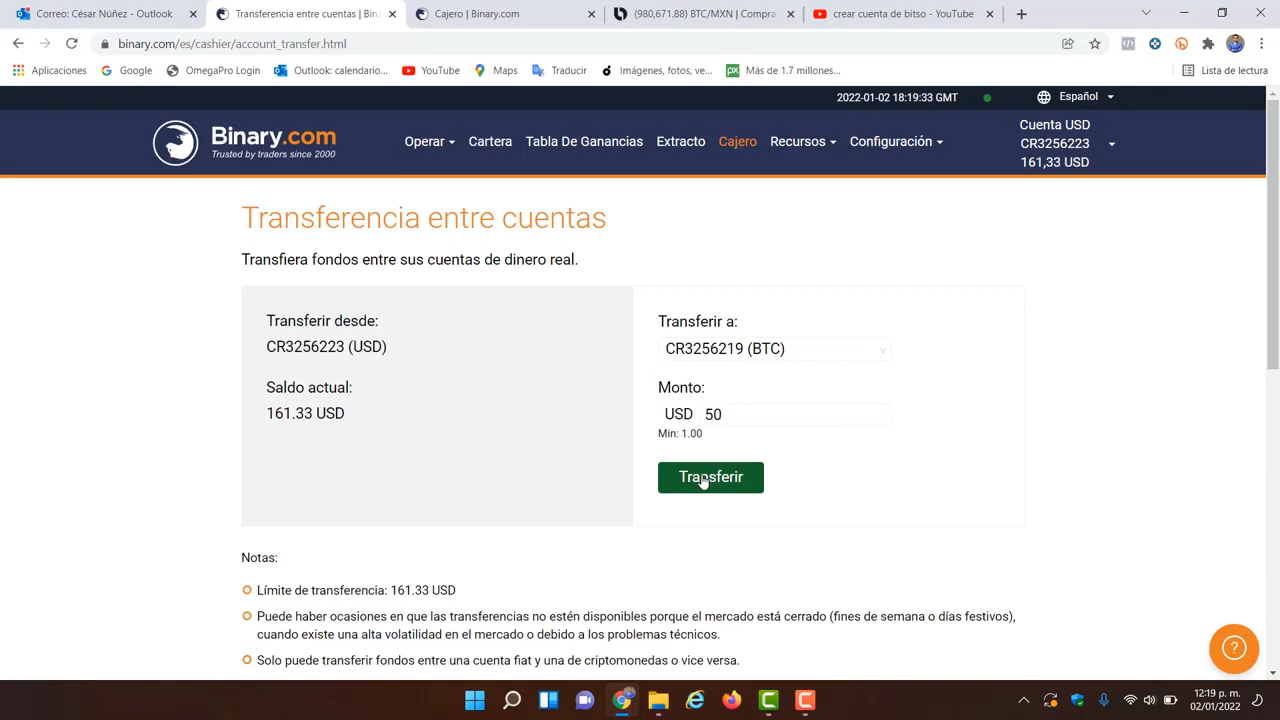 Correo: César Núñez - Outlook
Transferencia entre cuentas | Bin
Cajero | Binary.com
(980,671.88) BTC/MXN | Compra
crear cuenta de bitso - YouTube
binary.com/es/cashier/account_transfer.html
Aplicaciones
Google
OmegaPro Login
Outlook: calendario...
YouTube
Maps
Traducir
Imágenes, fotos, ve...
Más de 1.7 millones...
Lista de lectura
2022-01-02 18:19:33 GMT
Español
Binary.com
Trusted by traders since 2000
Operar
Cartera
Tabla De Ganancias
Extracto
Cajero
Recursos
Configuración
Cuenta USD
CR3256223
161,33 USD
Transferencia entre cuentas
Transfiera fondos entre sus cuentas de dinero real.
Transferir desde:
CR3256223 (USD)
Saldo actual:
161.33 USD
Transferir a:
CR3256219 (BTC)
Monto:
USD 50
Min: 1.00
Transferir
Notas:
Límite de transferencia: 161.33 USD
Puede haber ocasiones en que las transferencias no estén disponibles porque el mercado está cerrado (fines de semana o días festivos),
cuando existe una alta volatilidad en el mercado o debido a los problemas técnicos.
Solo puede transferir fondos entre una cuenta fiat y una de criptomonedas o vice versa.
12:19 p. m.
02/01/2022